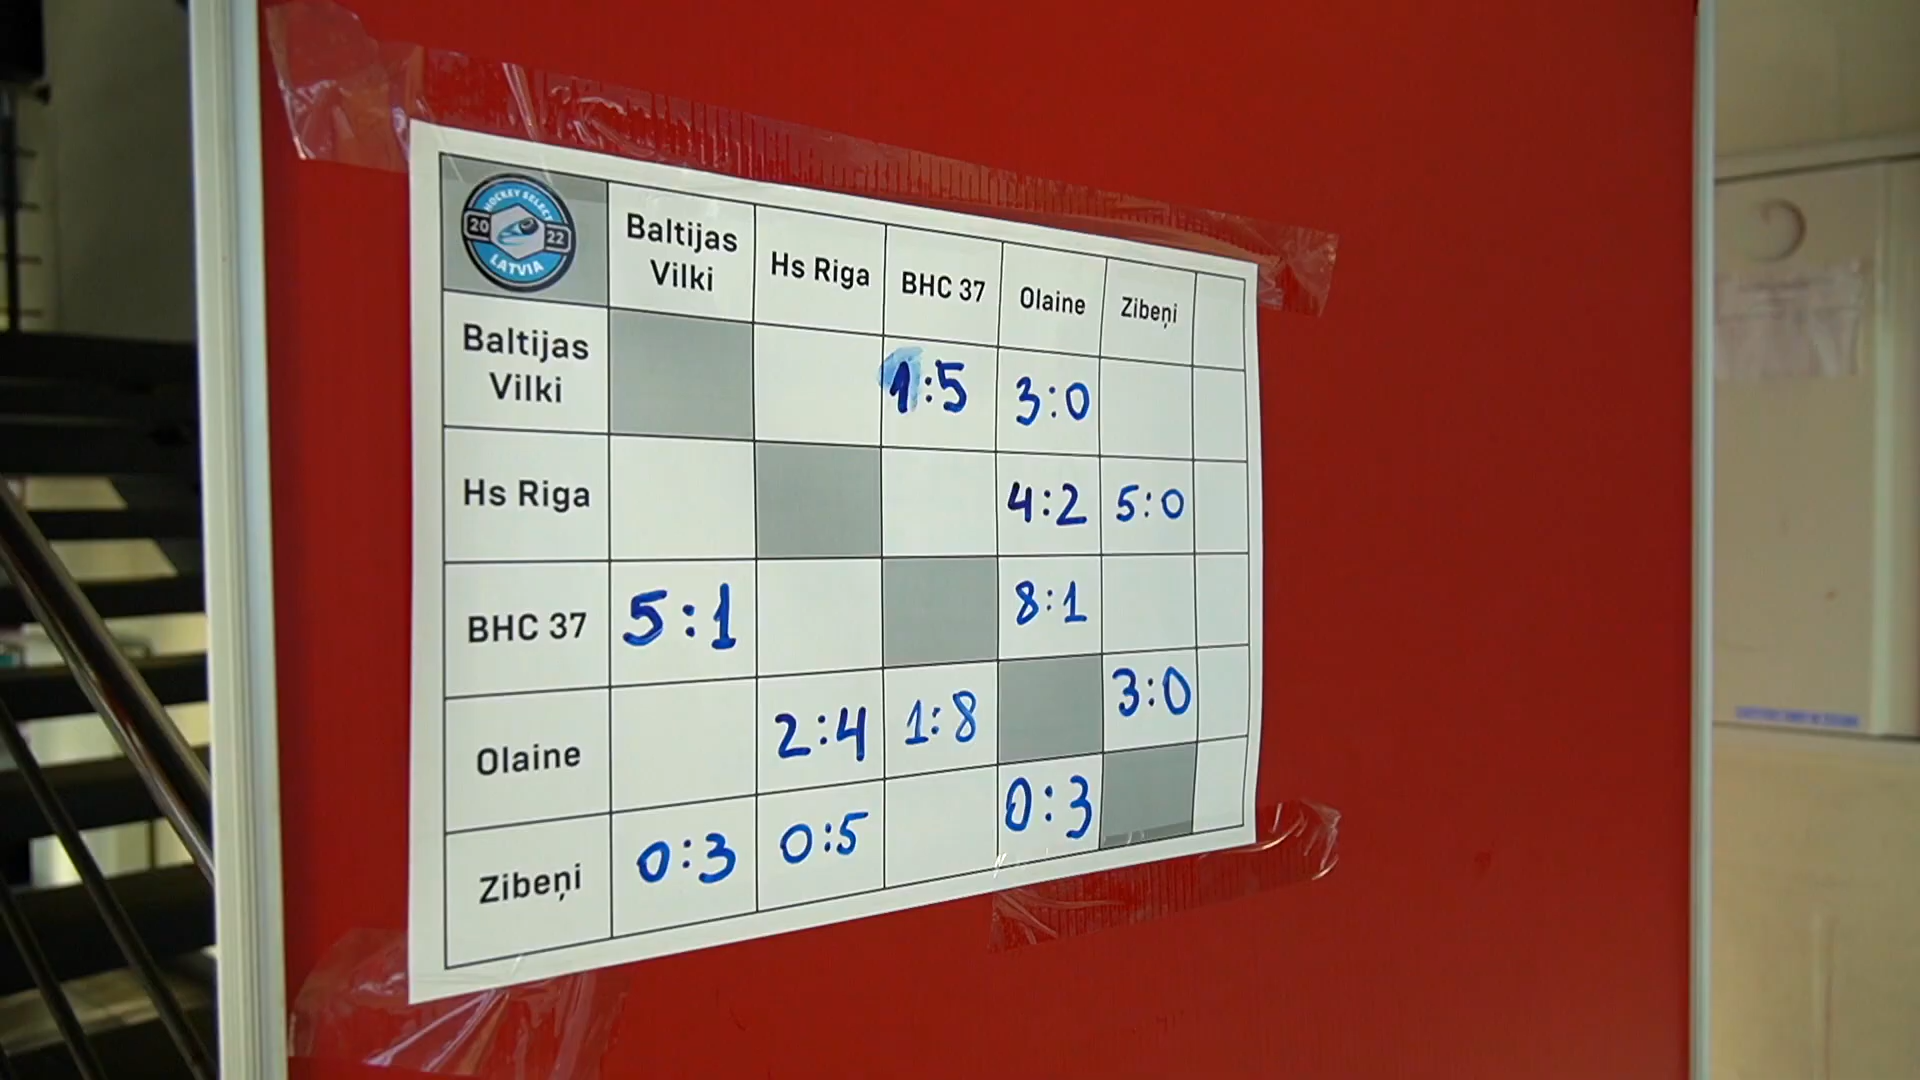 HOCKEY SELECT
20 22
LATVIA
Baltijas Vilki Hs Riga BHC 37 Olaine Zibeņi
Baltijas Vilki 1:5 3:0
Hs Riga 4:2 5:0
BHC 37 5:1 8:1
Olaine 2:4 1:8 3:0
Zibeņi 0:3 0:5 0:3